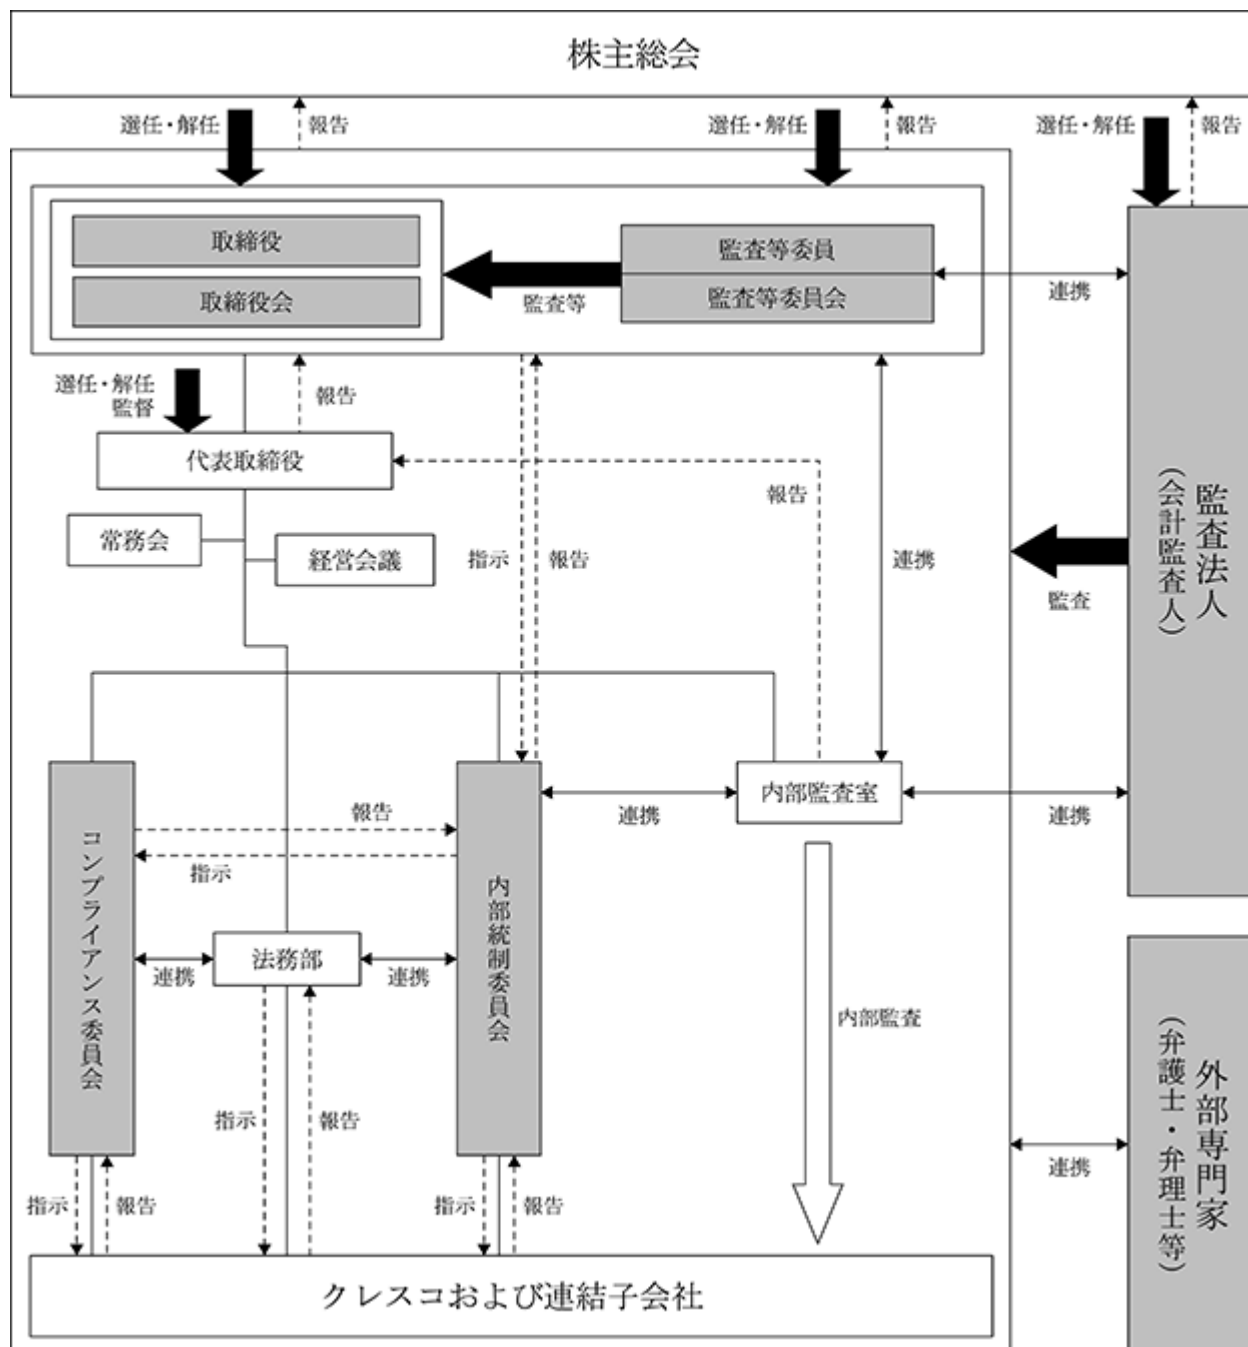 株主総会
選任・解任
報告
選任・解任
報告
選任・解任
報告
取締役
取締役会
監査等
監査等委員
監査等委員会
連携
選任・解任
監督
報告
代表取締役
報告
常務会
経営会議
指示
報告
連携
監査
監査法人
（会計監査人）
コンプライアンス委員会
報告
指示
内部統制委員会
連携
内部監査室
連携
連携
法務部
連携
内部監査
指示
報告
指示
報告
指示
報告
連携
外部専門家
（弁護士・弁理士等）
クレスコおよび連結子会社